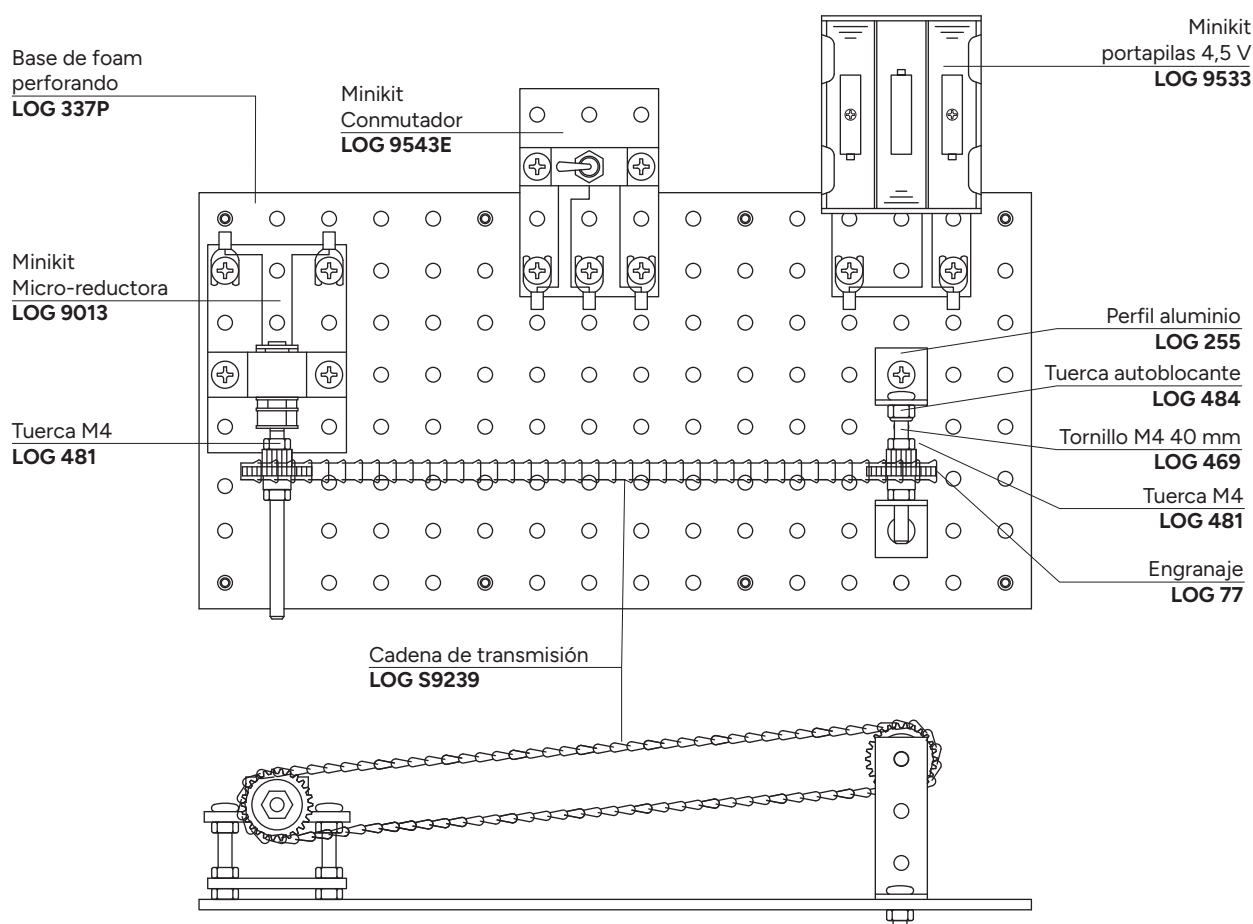 Base de foam
perforando
LOG 337P
Minikit
Conmutador
LOG 9543E
Minikit
portapilas 4,5 V
LOG 9533
Minikit
Micro-reductora
LOG 9013
Perfil aluminio
LOG 255
Tuerca autoblocante
LOG 484
Tuerca M4
LOG 481
Tornillo M4 40 mm
LOG 469
Tuerca M4
LOG 481
Engranaje
LOG 77
Cadena de transmisión
LOG S9239